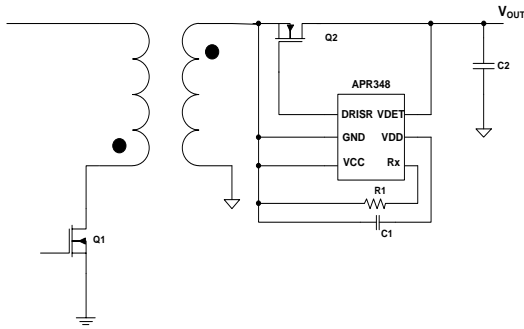 VOUT
Q2
C2
APR348
DRISR VDET
GND VDD
VCC Rx
R1
C1
Q1